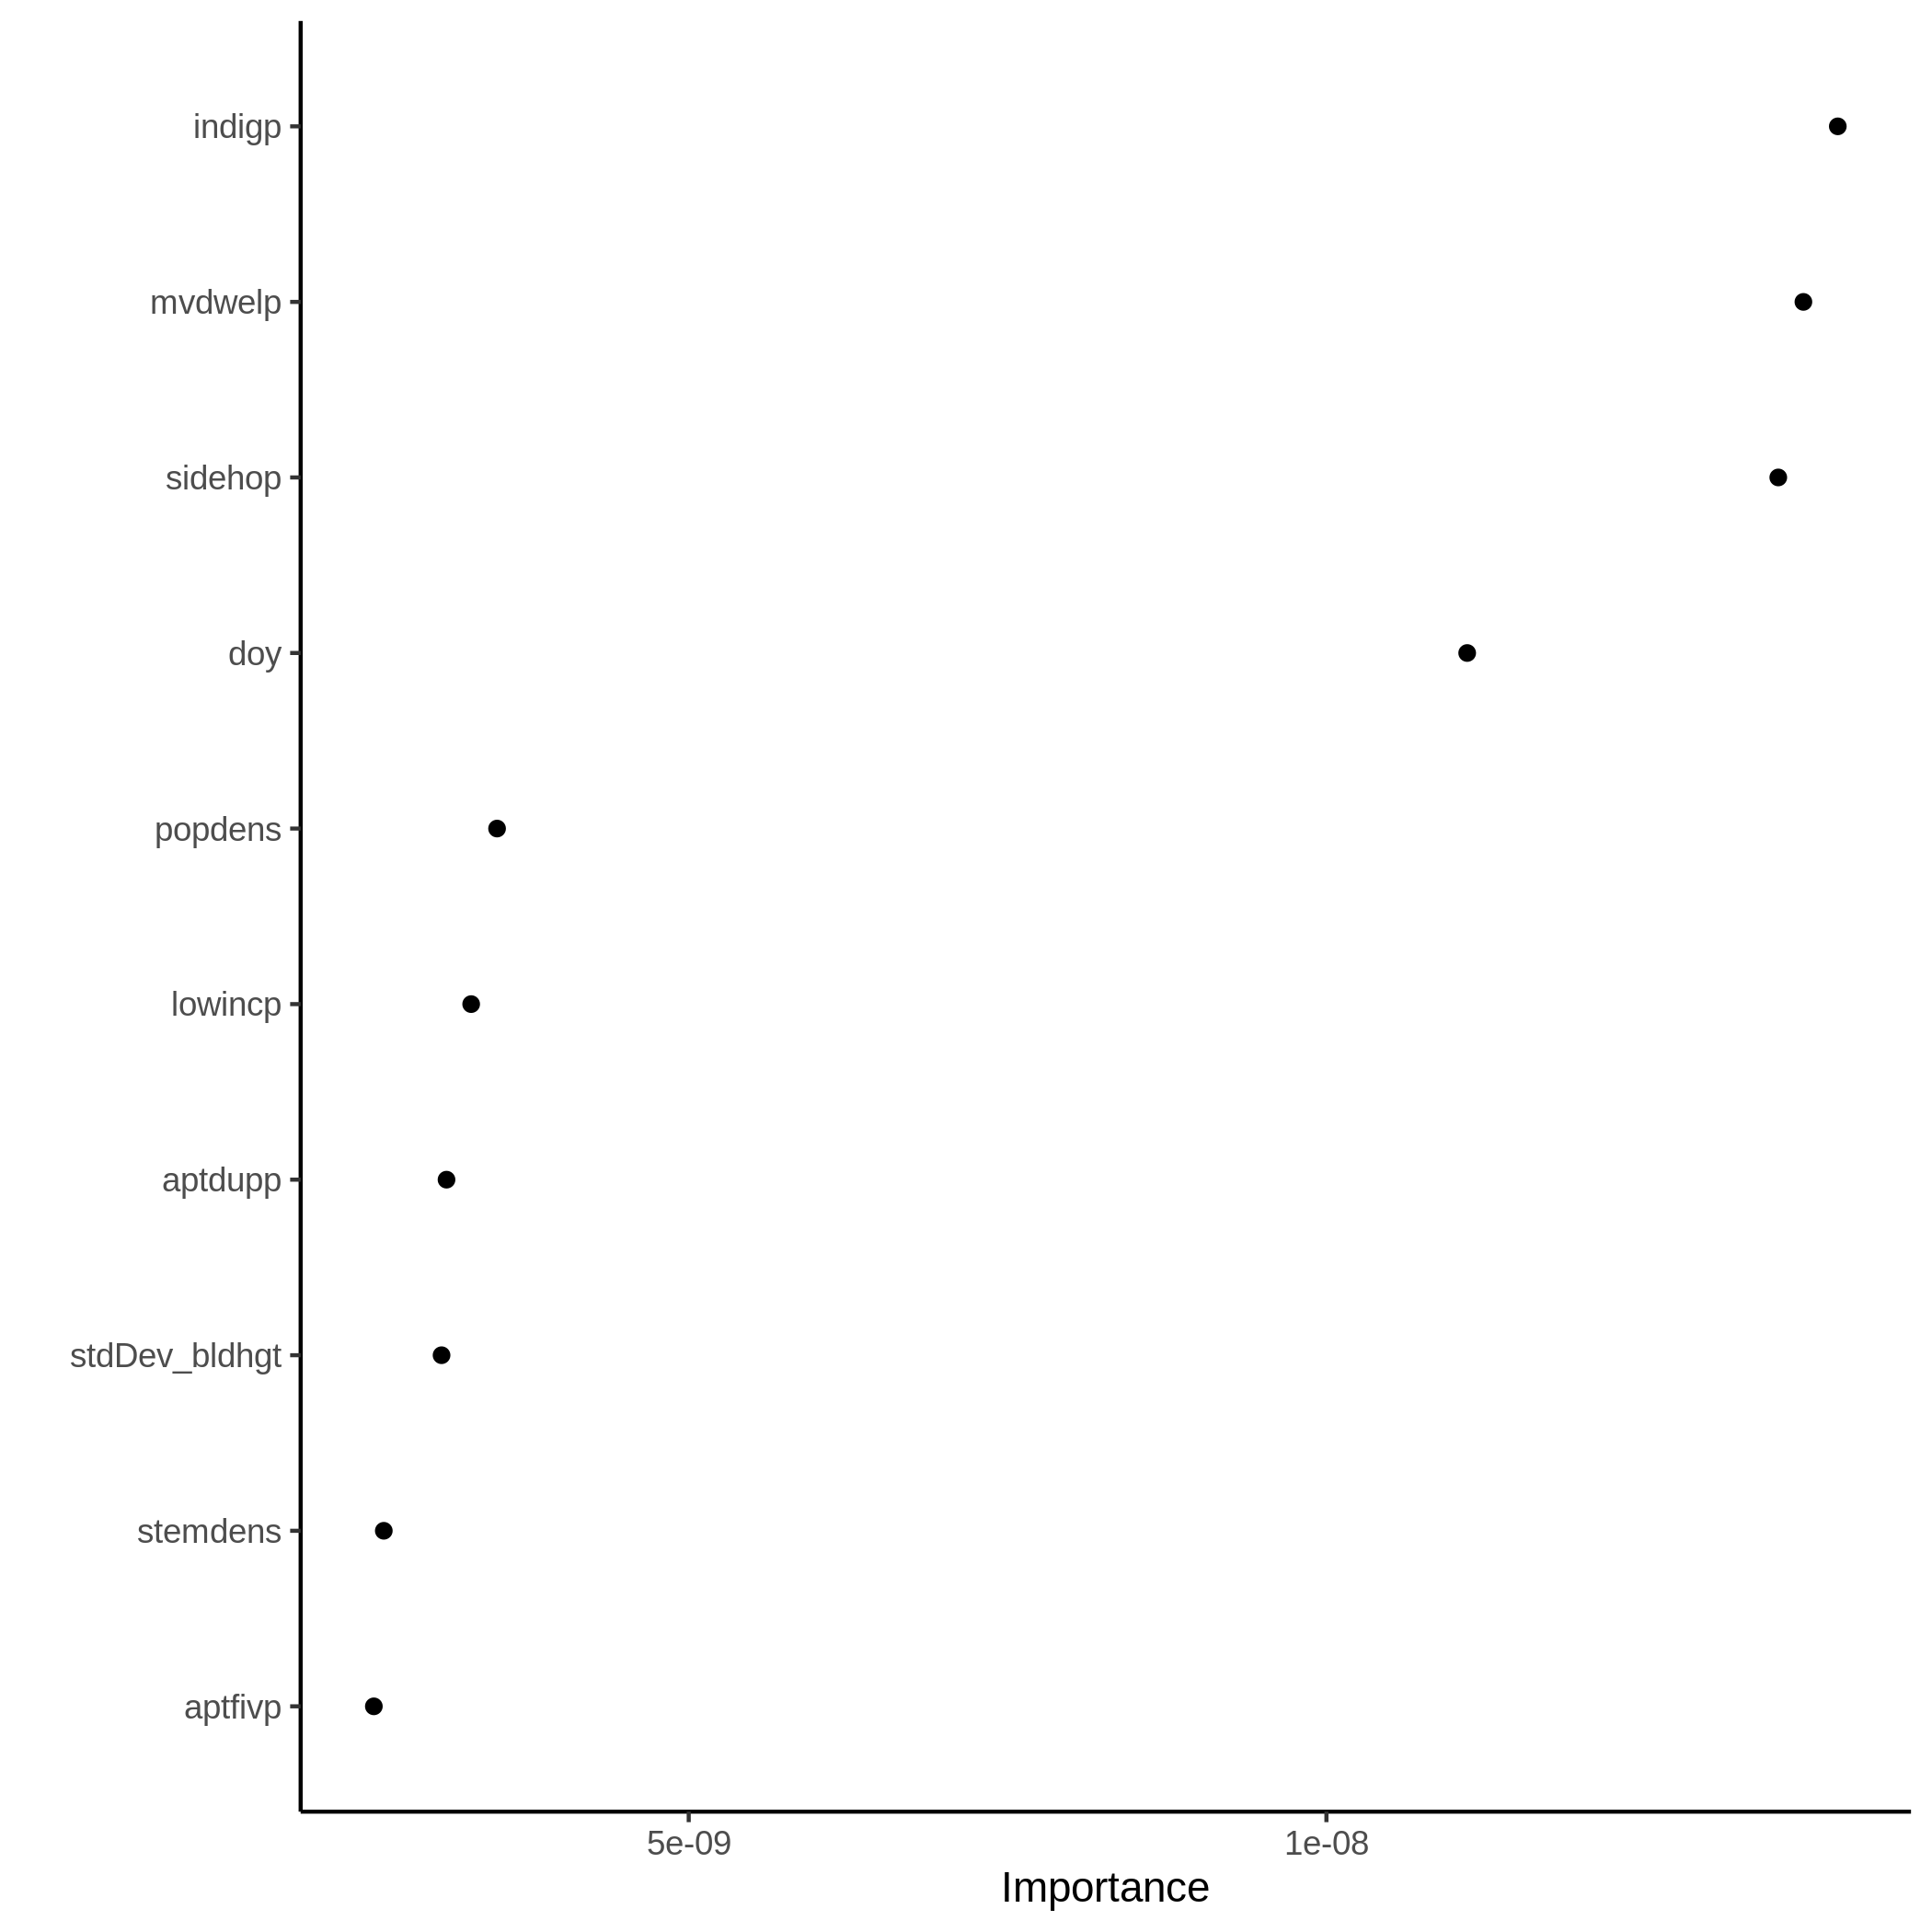 indigp
mvdwelp
sidehop
doy
popdens
lowincp
aptdupp
stdDev_bldhgt
stemdens
aptfivp
5e-09 1e-08
Importance